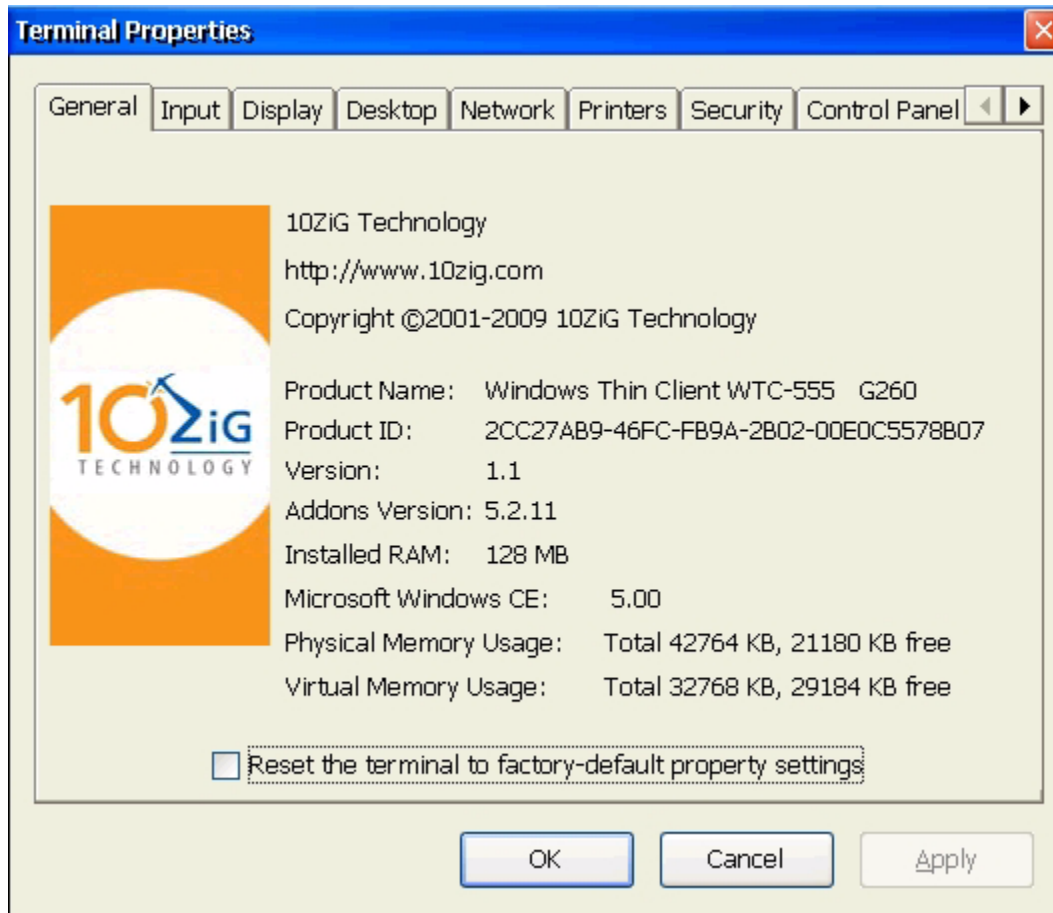 Terminal Properties
General Input Display Desktop Network Printers Security Control Panel
10ZiG Technology
http://www.10zig.com
Copyright ©2001-2009 10ZiG Technology
10ZiG
TECHNOLOGY
Product Name: Windows Thin Client WTC-555 G260
Product ID: 2CC27AB9-46FC-FB9A-2B02-00E0C5578B07
Version: 1.1
Addons Version: 5.2.11
Installed RAM: 128 MB
Microsoft Windows CE: 5.00
Physical Memory Usage: Total 42764 KB, 21180 KB free
Virtual Memory Usage: Total 32768 KB, 29184 KB free
Reset the terminal to factory-default property settings
OK Cancel Apply